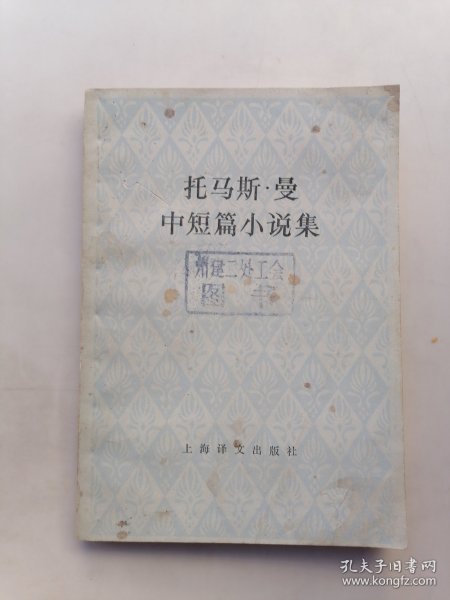 托马斯·曼
中短篇小说集
州建二处工会
图书
上海译文出版社
孔夫子旧书网
www.kongfz.com